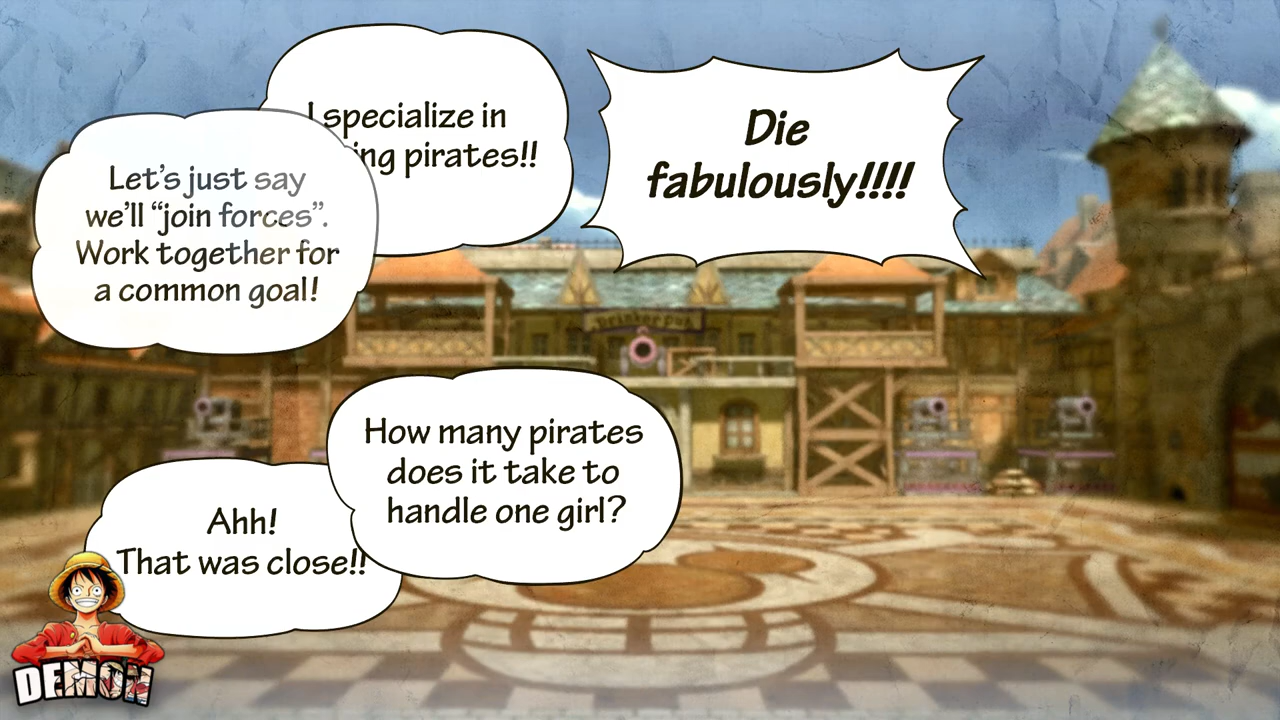 I specialize in
ing pirates!!
Die
fabulously!!!!
Let's just say
we'll “join forces”.
Work together for
a common goal!
How many pirates
does it take to
handle one girl?
Ahh!
That was close!!
DEMON